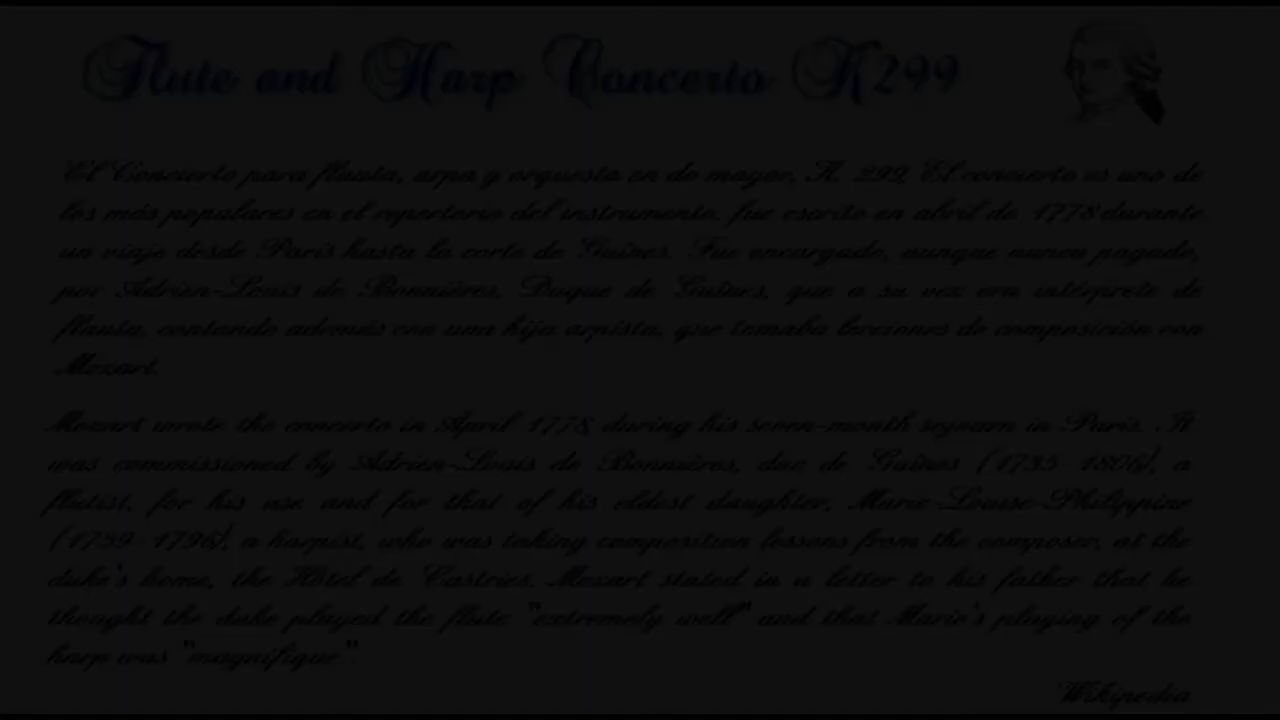 Flute and Harp Concerto K299
El Concierto para flauta, arpa y orquesta en do mayor, K. 299. El concierto es uno de
los más populares en el repertorio del instrumento, fue escrito en abril de 1778 durante
un viaje desde París hasta la corte de Guînes. Fue encargado, aunque nunca pagado,
por Adrien-Louis de Bonnières, Duque de Guînes, que a su vez era intérprete de
flauta, contando además con una hija arpista, que tomaba lecciones de composición con
Mozart.
Mozart wrote the concerto in April 1778, during his seven-month sojourn in Paris. It
was commissioned by Adrien-Louis de Bonnières, duc de Guînes (1735–1806), a
flutist, for his use and for that of his eldest daughter, Marie-Louise-Philippine
(1759–1796), a harpist, who was taking composition lessons from the composer, at the
duke's home, the Hôtel de Castries. Mozart stated in a letter to his father that he
thought the duke played the flute "extremely well" and that Marie's playing of the
harp was "magnifique".
Wikipedia